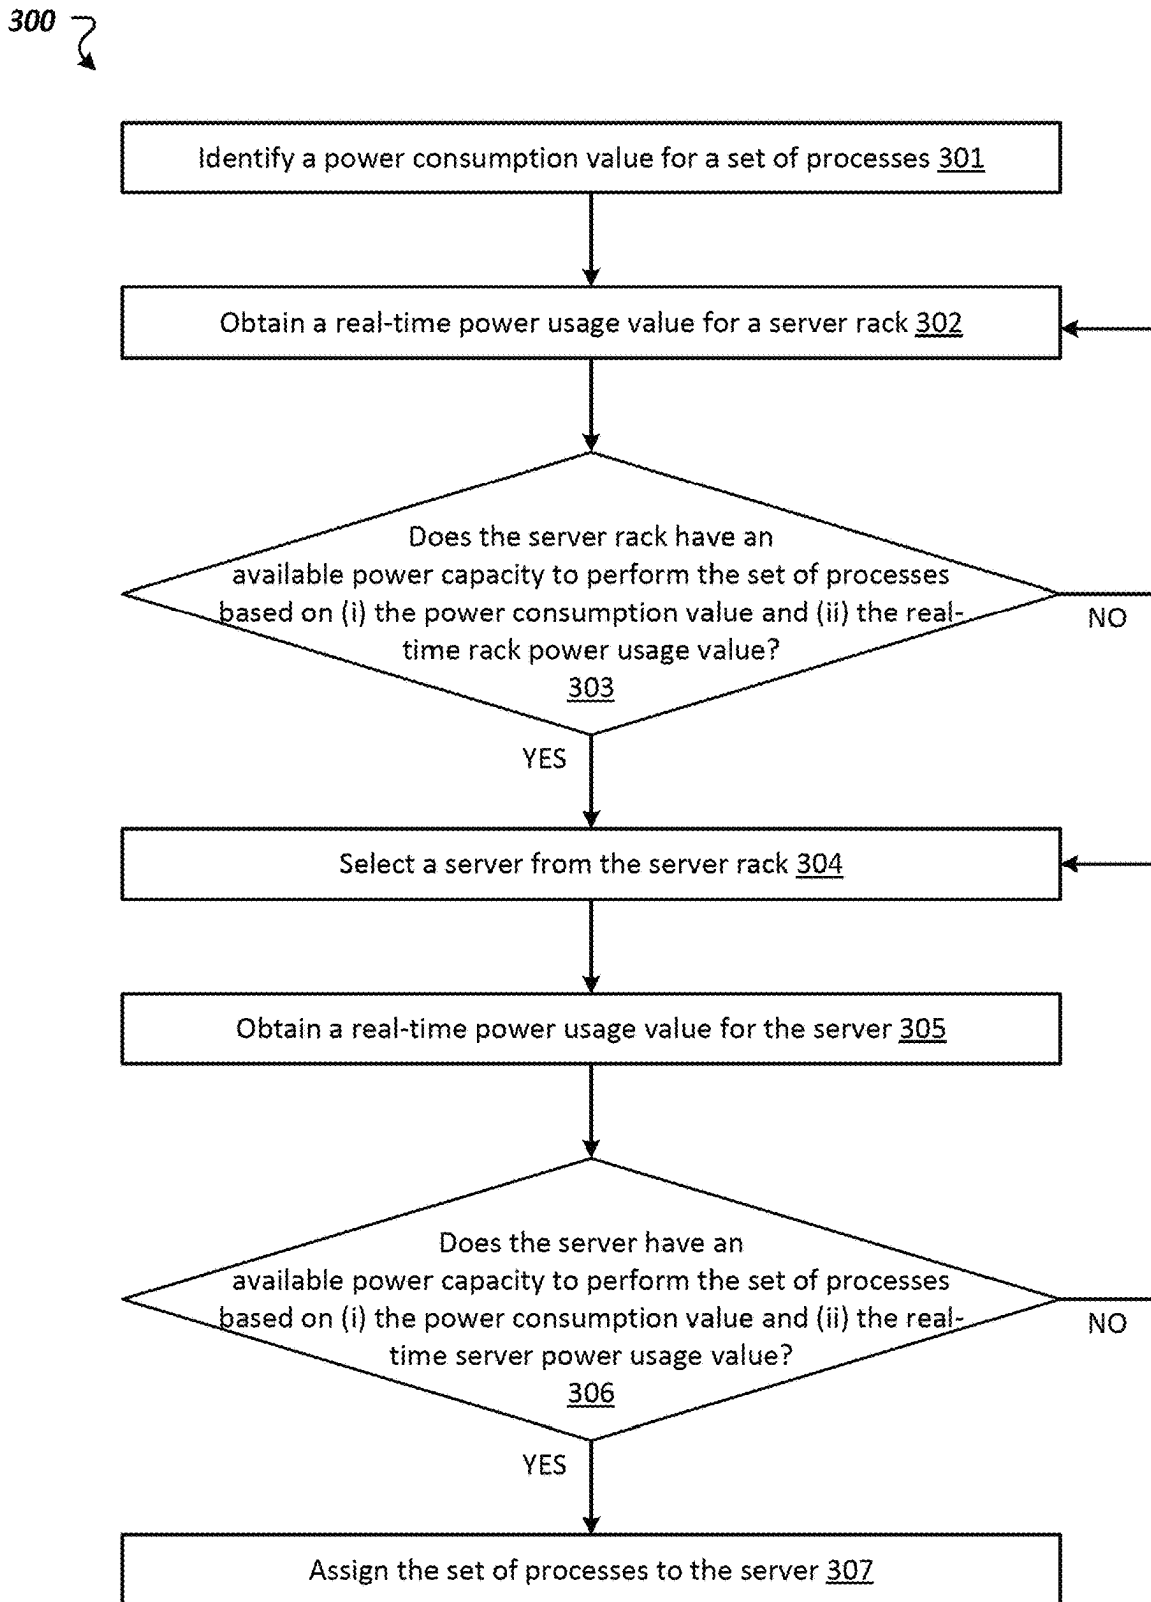 300
Identify a power consumption value for a set of processes 301
Obtain a real-time power usage value for a server rack 302
Does the server rack have an
available power capacity to perform the set of processes
based on (i) the power consumption value and (ii) the real-
time rack power usage value?
303
NO
YES
Select a server from the server rack 304
Obtain a real-time power usage value for the server 305
Does the server have an
available power capacity to perform the set of processes
based on (i) the power consumption value and (ii) the real-
time server power usage value?
306
NO
YES
Assign the set of processes to the server 307